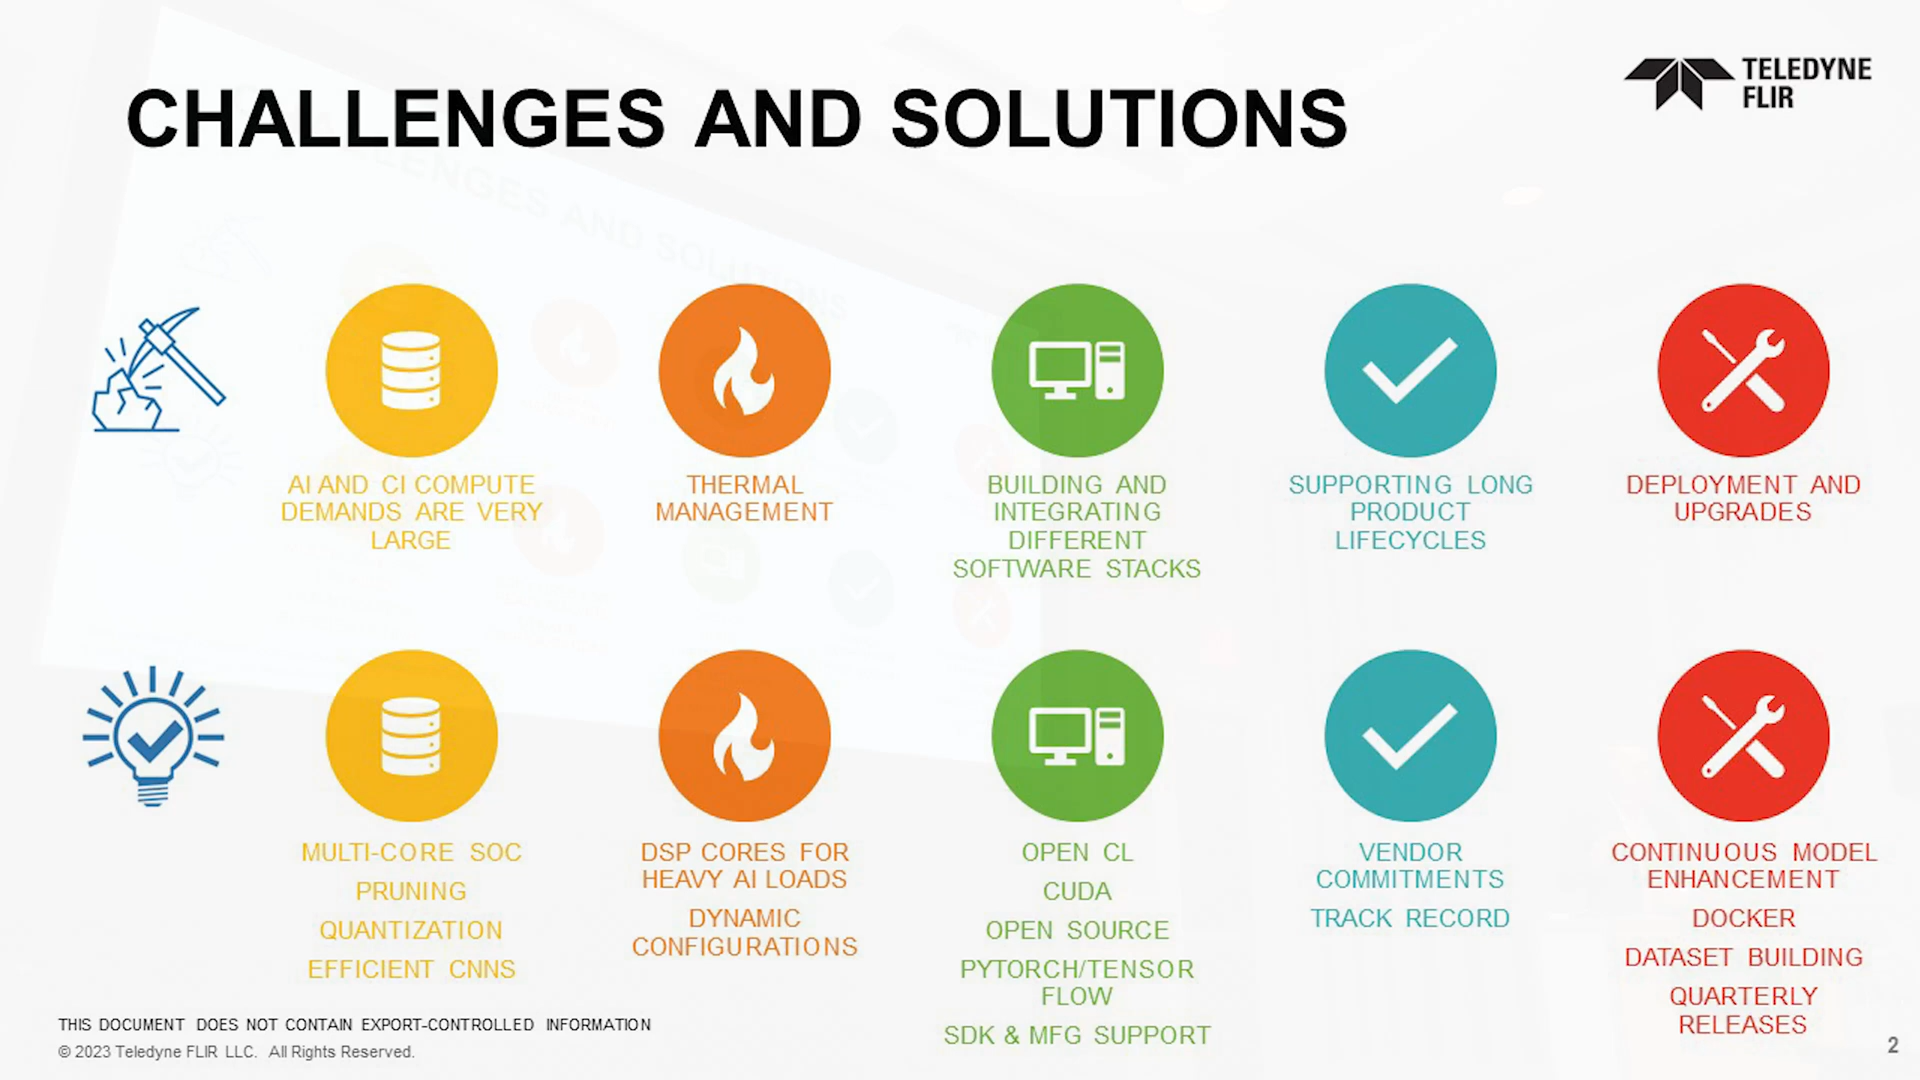 CHALLENGES AND SOLUTIONS
TELEDYNE
FLIR
AI AND CI COMPUTE
DEMANDS ARE VERY
LARGE
THERMAL
MANAGEMENT
BUILDING AND
INTEGRATING
DIFFERENT
SOFTWARE STACKS
SUPPORTING LONG
PRODUCT
LIFECYCLES
DEPLOYMENT AND
UPGRADES
MULTI-CORE SOC
PRUNING
QUANTIZATION
EFFICIENT CNNS
DSP CORES FOR
HEAVY AI LOADS
DYNAMIC
CONFIGURATIONS
OPEN CL
CUDA
OPEN SOURCE
PYTORCH/TENSOR
FLOW
SDK & MFG SUPPORT
VENDOR
COMMITMENTS
TRACK RECORD
CONTINUOUS MODEL
ENHANCEMENT
DOCKER
DATASET BUILDING
QUARTERLY
RELEASES
THIS DOCUMENT DOES NOT CONTAIN EXPORT-CONTROLLED INFORMATION
© 2023 Teledyne FLIR LLC. All Rights Reserved.
2